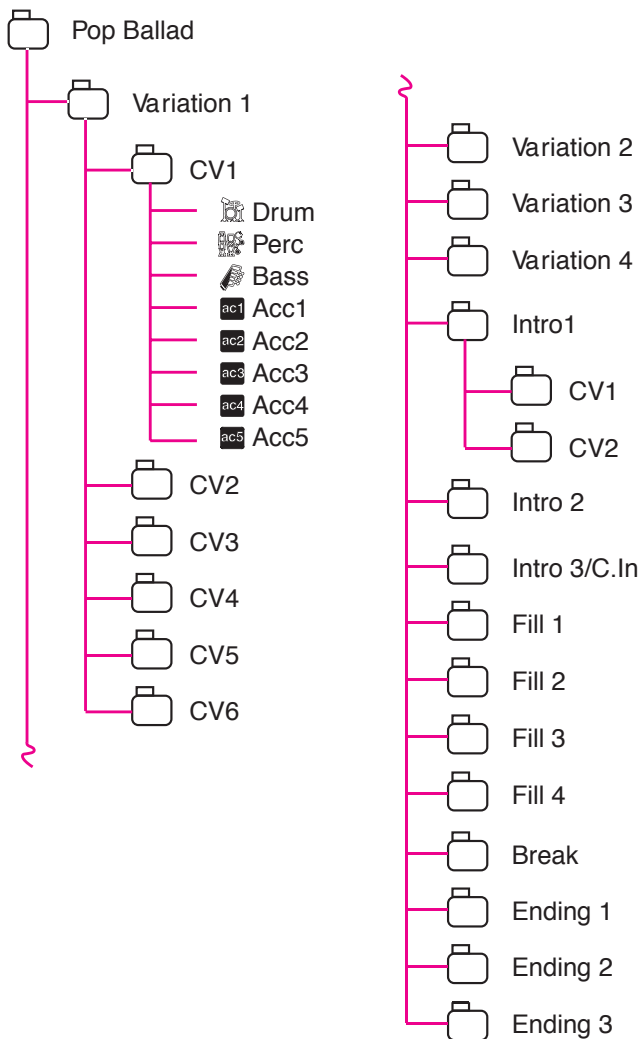 Pop Ballad
Variation 1
CV1
Drum
Perc
Bass
ac1 Acc1
ac2 Acc2
ac3 Acc3
ac4 Acc4
ac5 Acc5
CV2
CV3
CV4
CV5
CV6
Variation 2
Variation 3
Variation 4
Intro1
CV1
CV2
Intro 2
Intro 3/C.In
Fill 1
Fill 2
Fill 3
Fill 4
Break
Ending 1
Ending 2
Ending 3